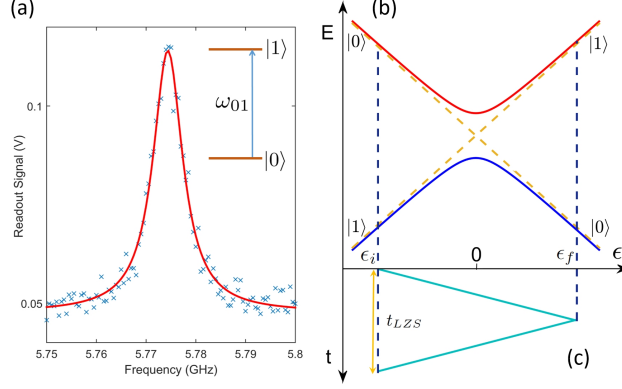 (a)
Readout Signal (V)
0.1
0.05
|1⟩
ω01
|0⟩
5.75 5.76 5.77 5.78 5.79 5.8
Frequency (GHz)
(b)
E
|0⟩ |1⟩
|1⟩ |0⟩
ϵi 0 ϵf ϵ
tLZS
t
(c)